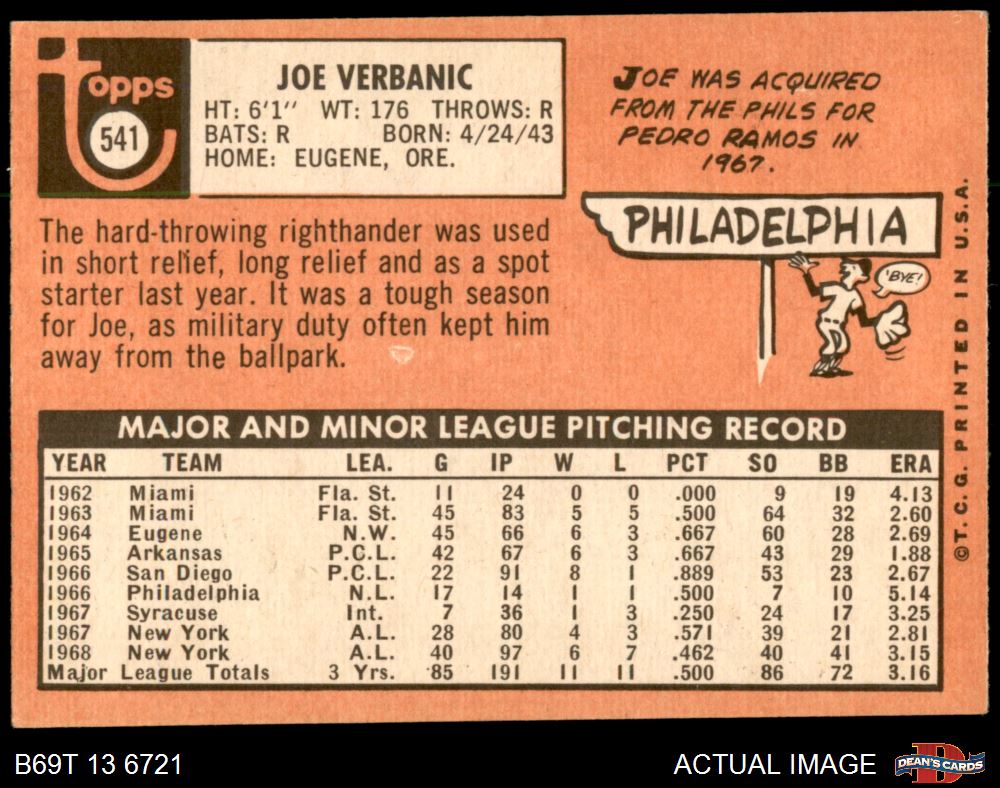 topps
541
JOE VERBANIC
HT: 6'1" WT: 176 THROWS: R
BATS: R BORN: 4/24/43
HOME: EUGENE, ORE.
The hard-throwing righthander was used
in short relief, long relief and as a spot
starter last year. It was a tough season
for Joe, as military duty often kept him
away from the ballpark.
JOE WAS ACQUIRED
FROM THE PHILS FOR
PEDRO RAMOS IN
1967.
PHILADELPHIA
'BYE!
MAJOR AND MINOR LEAGUE PITCHING RECORD
YEAR TEAM LEA. G IP W L PCT SO BB ERA
1962 Miami Fla. St. 11 24 0 0 .000 9 19 4.13
1963 Miami Fla. St. 45 83 5 5 .500 64 32 2.60
1964 Eugene N.W. 45 66 6 3 .667 60 28 2.69
1965 Arkansas P.C.L. 42 67 6 3 .667 43 29 1.88
1966 San Diego P.C.L. 22 91 8 1 .889 53 23 2.67
1966 Philadelphia N.L. 17 14 1 1 .500 7 10 5.14
1967 Syracuse Int. 7 36 1 3 .250 24 17 3.25
1967 New York A.L. 28 80 4 3 .571 39 21 2.81
1968 New York A.L. 40 97 6 7 .462 40 41 3.15
Major League Totals 3 Yrs. 85 191 11 11 .500 86 72 3.16
©T.C.G. PRINTED IN U.S.A.
B69T 13 6721
ACTUAL IMAGE
DEAN'S CARDS